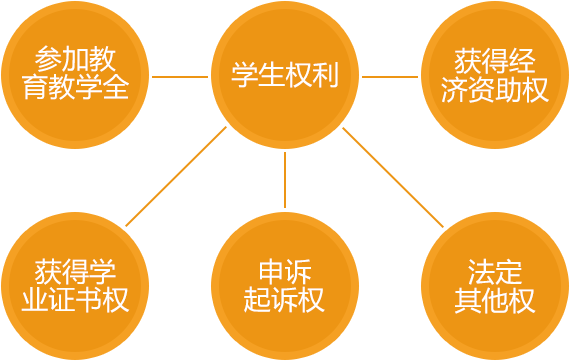 参加教
育教学全
学生权利
获得经
济资助权
获得学
业证书权
申诉
起诉权
法定
其他权